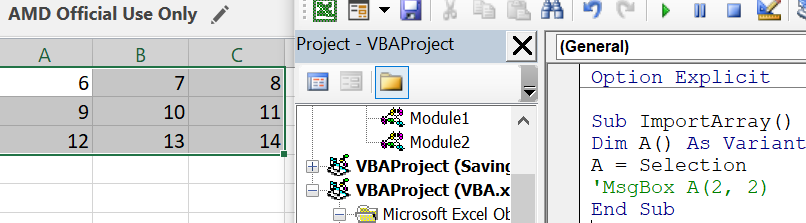 AMD Official Use Only
A B C
6 7 8
9 10 11
12 13 14
Project - VBAProject
Module1
Module2
VBAProject (Saving
VBAProject (VBA.x
Microsoft Excel Ob
(General)
Option Explicit
Sub ImportArray()
Dim A() As Variant
A = Selection
'MsgBox A(2, 2)
End Sub